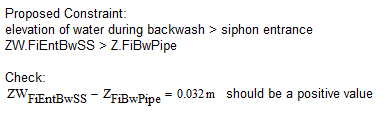 Proposed Constraint:
elevation of water during backwash > siphon entrance
ZW.FiEntBwSS > Z.FiBwPipe
Check:
ZWFiEntBwSS − ZFiBwPipe = 0.032 m should be a positive value